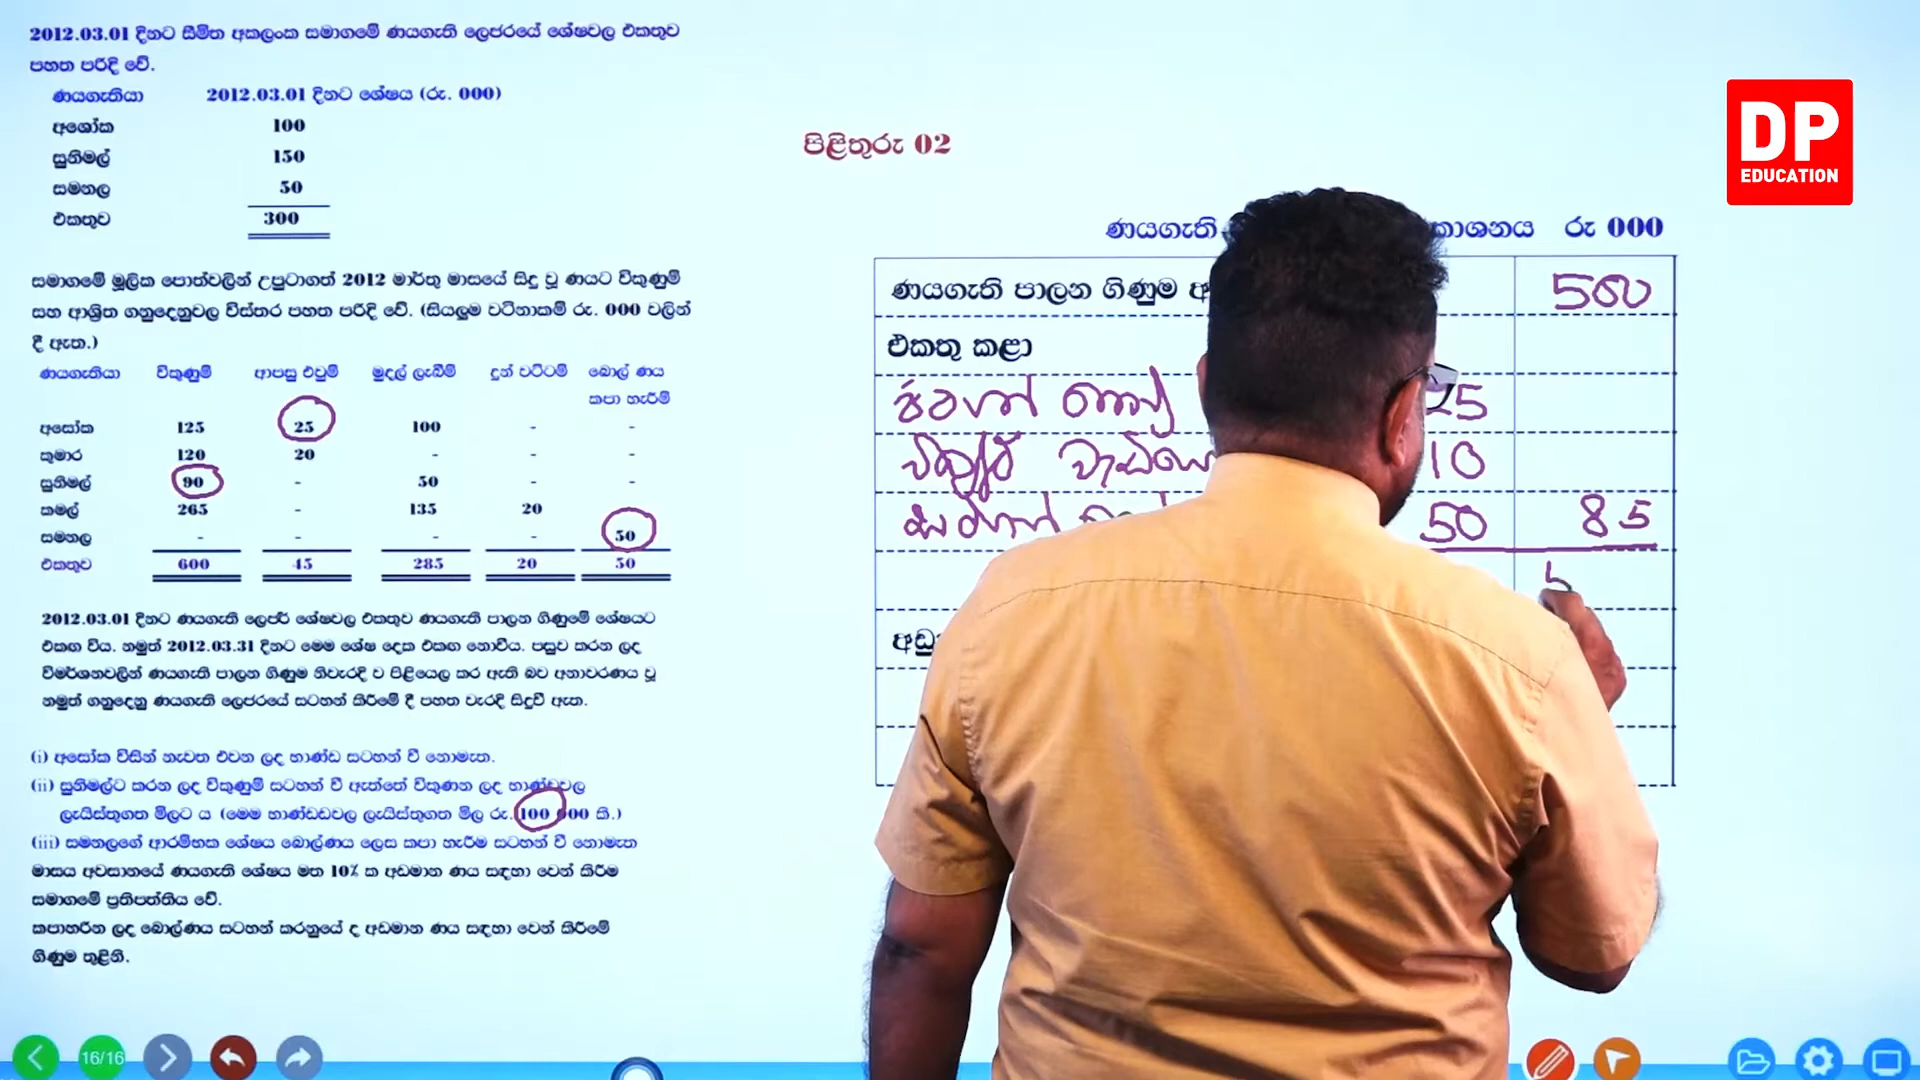 2012.03.01 දිනට සීමිත අකලංක සමාගමේ ණයගැති ලෙජරයේ ශේෂවල එකතුව
පහත පරිදි වේ.
ණයගැතියා 2012.03.01 දිනට ශේෂය (රු. 000)
අශෝක 100
සුනිමල් 150
සමනල 50
එකතුව 300
සමාගමේ මූලික පොත්වලින් උපුටාගත් 2012 මාර්තු මාසයේ සිදු වූ ණයට විකුණුම්
සහ ආශ්‍රිත ගනුදෙනුවල විස්තර පහත පරිදි වේ. (සියලුම වටිනාකම් රු. 000 වලින්
දී ඇත.)
ණයගැතියා විකුණුම් ආපසු එවුම් මුදල් ලැබීම් දුන් වට්ටම් බොල් ණය
කපා හැරීම්
අසෝක 125 25 100 - -
කුමාර 120 20 - - -
සුනිමල් 90 - 50 - -
කමල් 265 - 135 20
සමනල - - - - 50
එකතුව 600 45 285 20 50
2012.03.01 දිනට ණයගැති ලෙජර් ශේෂවල එකතුව ණයගැති පාලන ගිණුමේ ශේෂයට
එකඟ විය. නමුත් 2012.03.31 දිනට මෙම ශේෂ දෙක එකඟ නොවීය. පසුව කරන ලද
විමර්ශනවලින් ණයගැති පාලන ගිණුම නිවැරදි ව පිළියෙල කර ඇති බව අනාවරණය වූ
නමුත් ගනුදෙනු ණයගැති ලෙජරයේ සටහන් කිරීමේ දී පහත වැරදි සිදුවී ඇත.
(i) අසෝක විසින් නැවත එවන ලද භාණ්ඩ සටහන් වී නොමැත.
(ii) සුනිමල්ට කරන ලද විකුණුම් සටහන් වී ඇත්තේ විකුණන ලද භාණ්ඩවල
ලැයිස්තුගත මිලට ය (මෙම භාණ්ඩඩවල ලැයිස්තුගත මිල රු. 100 000 කි.)
(iii) සමනලගේ ආරම්භක ශේෂය බොල්ණය ලෙස කපා හැරීම සටහන් වී නොමැත
මාසය අවසානයේ ණයගැති ශේෂය මත 10% ක අඩමාන ණය සඳහා වෙන් කිරීම
සමාගමේ ප්‍රතිපත්තිය වේ.
කපාහරින ලද බොල්ණය සටහන් කරනුයේ ද අඩමාන ණය සඳහා වෙන් කිරීමේ
ගිණුම තුළිනි.
පිළිතුරු 02
DP
EDUCATION
ණයගැති රු 000
ණයගැති පාලන ගිණුම 500
එකතු කළා
සටහන්
10
50 85
16/16